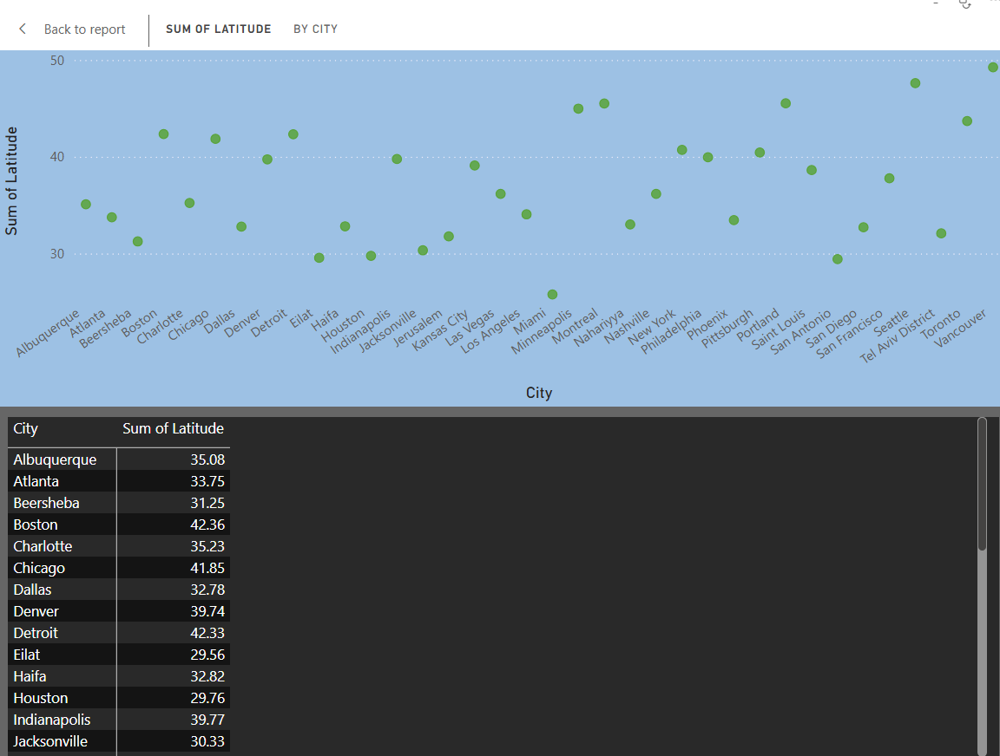 Back to report
SUM OF LATITUDE BY CITY
50
40
30
Sum of Latitude
Albuquerque
Atlanta
Beersheba
Boston
Charlotte
Chicago
Dallas
Denver
Detroit
Eilat
Haifa
Houston
Indianapolis
Jacksonville
Jerusalem
Kansas City
Las Vegas
Los Angeles
Miami
Minneapolis
Montreal
Nahariyya
Nashville
New York
Philadelphia
Phoenix
Pittsburgh
Portland
Saint Louis
San Antonio
San Diego
San Francisco
Seattle
Tel Aviv District
Toronto
Vancouver
City
City Sum of Latitude
Albuquerque 35.08
Atlanta 33.75
Beersheba 31.25
Boston 42.36
Charlotte 35.23
Chicago 41.85
Dallas 32.78
Denver 39.74
Detroit 42.33
Eilat 29.56
Haifa 32.82
Houston 29.76
Indianapolis 39.77
Jacksonville 30.33